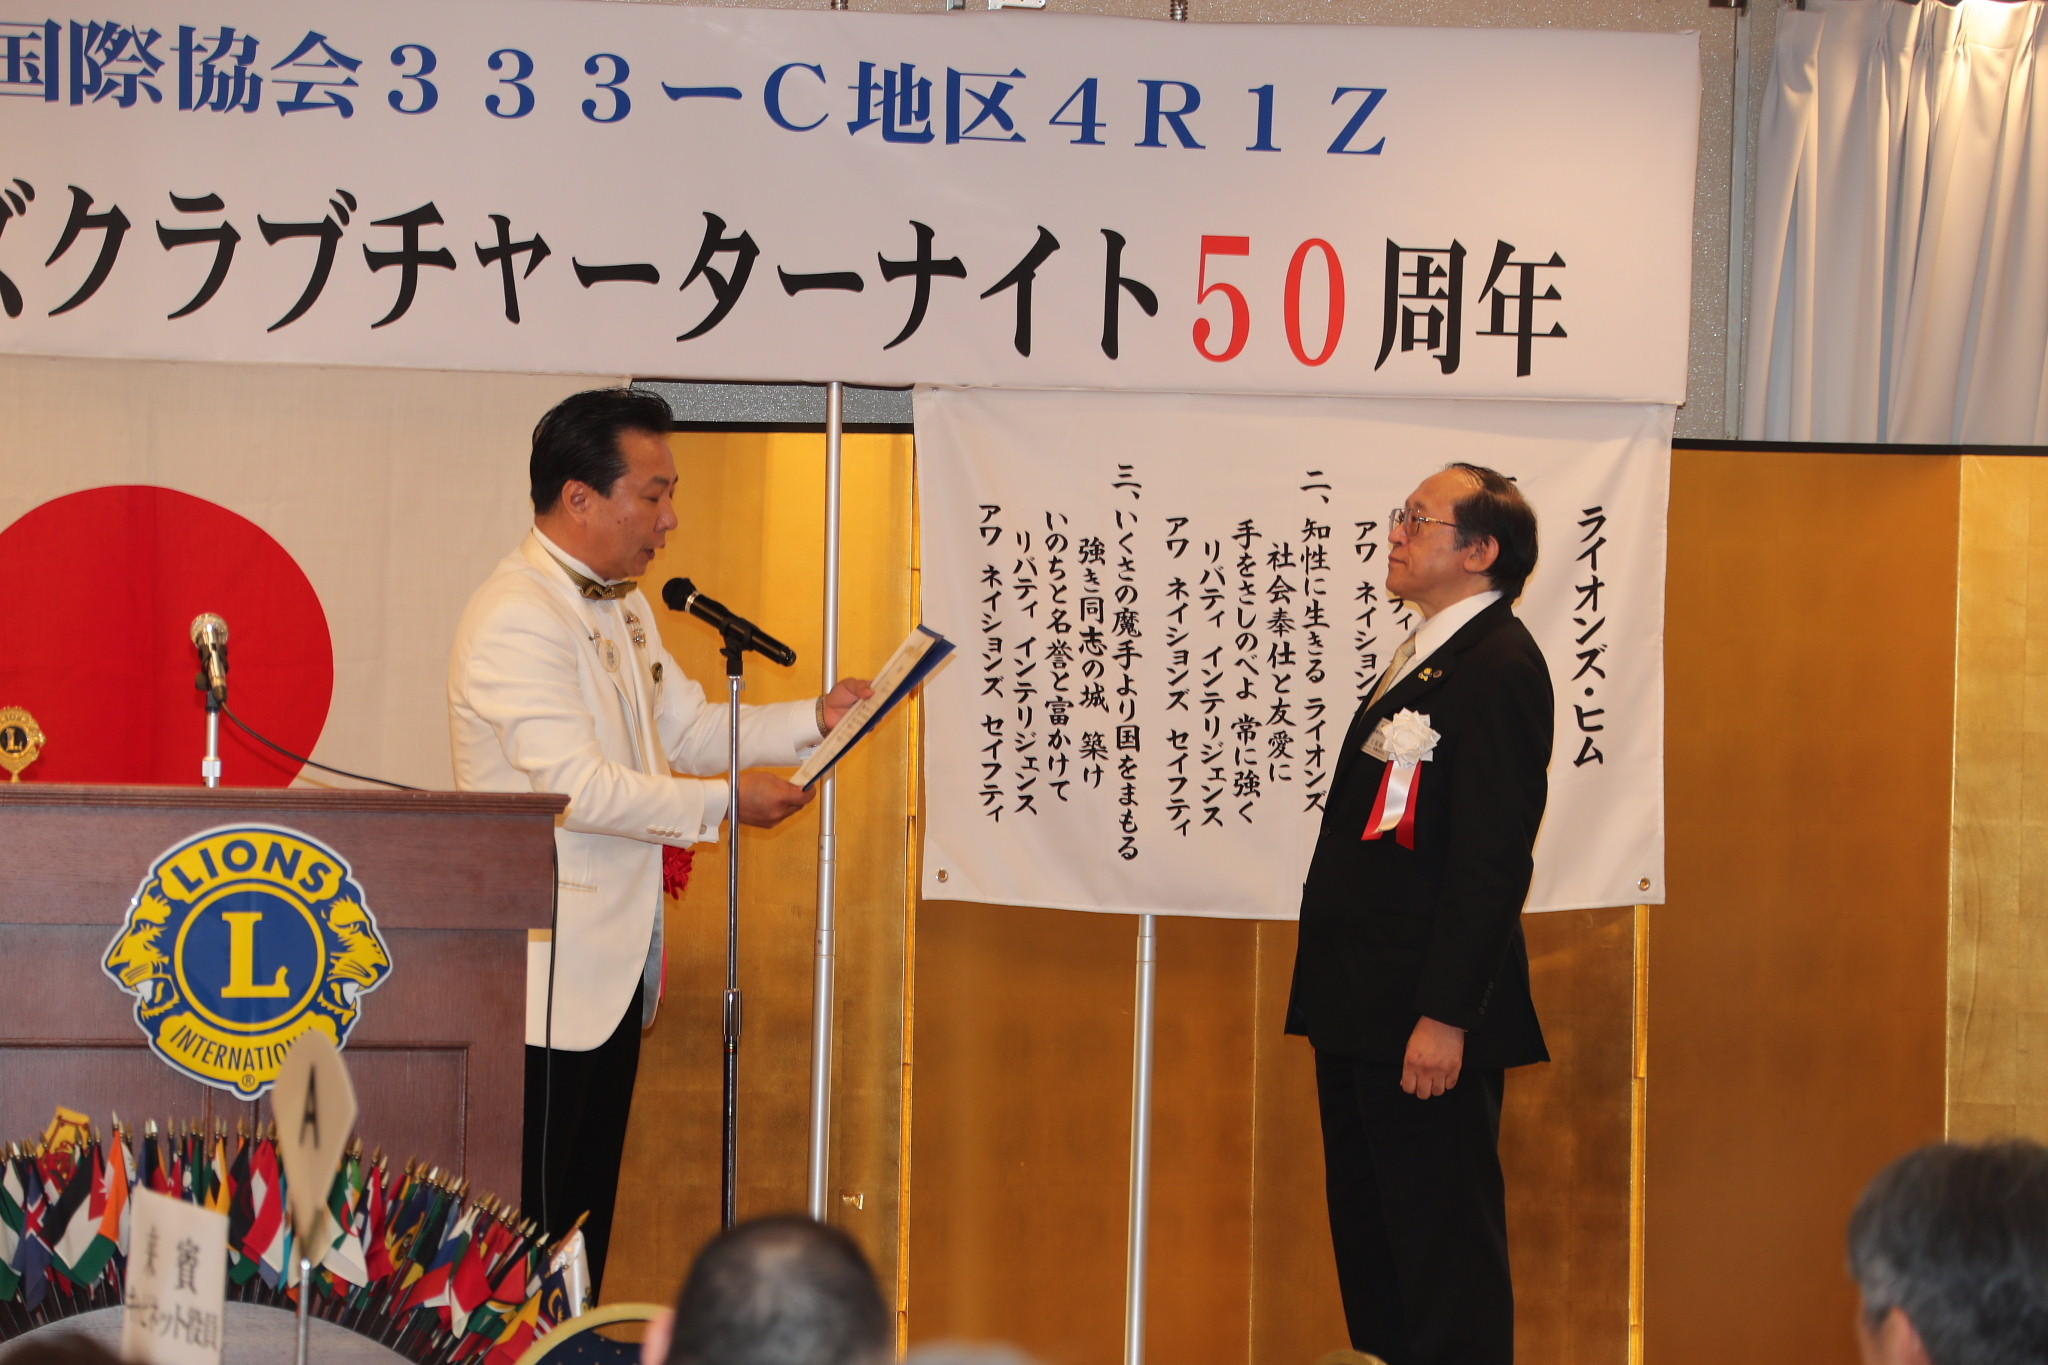 国際協会３３３ーC地区４R１Z
ズクラブチャーターナイト50周年
ライオンズ・ヒム
アワ ネイションズ
二、知性に生きる ライオンズ
社会奉仕と友愛に
手をさしのべよ 常に強く
リバティ インテリジェンス
アワ ネイションズ セイフティ
三、いくさの魔手より国をまもる
強き同志の城 築け
いのちと名誉と富かけて
リバティ インテリジェンス
アワ ネイションズ セイフティ
L
LIONS
L
INTERNATIONAL
®
A